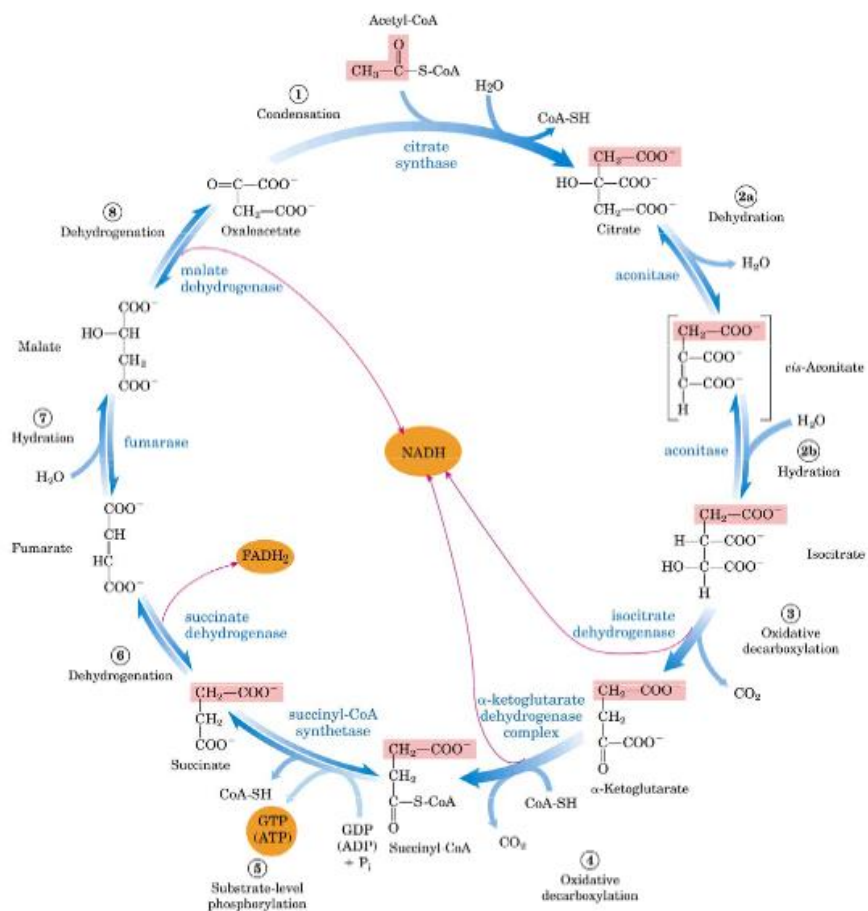 Acetyl-CoA
O
CH₃—C—S-CoA
H₂O
① Condensation
CoA-SH
citrate
synthase
CH₂—COO⁻
HO—C—COO⁻
CH₂—COO⁻
Citrate
O=C—COO⁻
CH₂—COO⁻
Oxaloacetate
②a
Dehydration
H₂O
aconitase
⑧
Dehydrogenation
malate
dehydrogenase
CH₂—COO⁻
C—COO⁻
C—COO⁻
H
cis-Aconitate
COO⁻
HO—CH
CH₂
COO⁻
Malate
⑦
Hydration
H₂O
fumarase
NADH
aconitase
H₂O
②b
Hydration
CH₂—COO⁻
H—C—COO⁻
HO—C—COO⁻
H
Isocitrate
COO⁻
CH
HC
COO⁻
Fumarate
FADH₂
succinate
dehydrogenase
⑥
Dehydrogenation
isocitrate
dehydrogenase
③
Oxidative
decarboxylation
CO₂
CH₂—COO⁻
CH₂
COO⁻
Succinate
succinyl-CoA
synthetase
α-ketoglutarate
dehydrogenase
complex
CH₂—COO⁻
CH₂
C—COO⁻
O
α-Ketoglutarate
CH₂—COO⁻
CH₂
C—S-CoA
O
Succinyl-CoA
CoA-SH
GTP
(ATP)
GDP
(ADP)
+ Pᵢ
⑤
Substrate-level
phosphorylation
CO₂
CoA-SH
④
Oxidative
decarboxylation